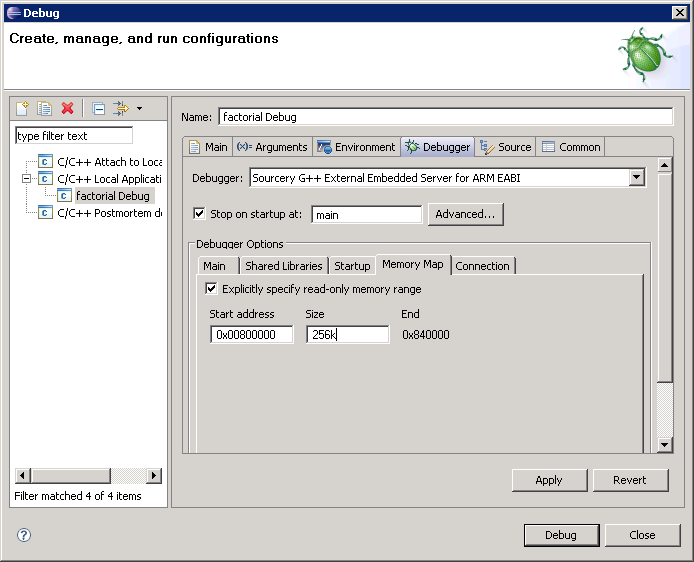 Debug
Create, manage, and run configurations
type filter text
C/C++ Attach to Loca
C/C++ Local Applicati
factorial Debug
C/C++ Postmortem de
Filter matched 4 of 4 items
Name: factorial Debug
Main (x)= Arguments Environment Debugger Source Common
Debugger: Sourcery G++ External Embedded Server for ARM EABI
Stop on startup at: main Advanced...
Debugger Options
Main Shared Libraries Startup Memory Map Connection
Explicitly specify read-only memory range
Start address Size End
0x00800000 256k 0x840000
Apply Revert
? Debug Close